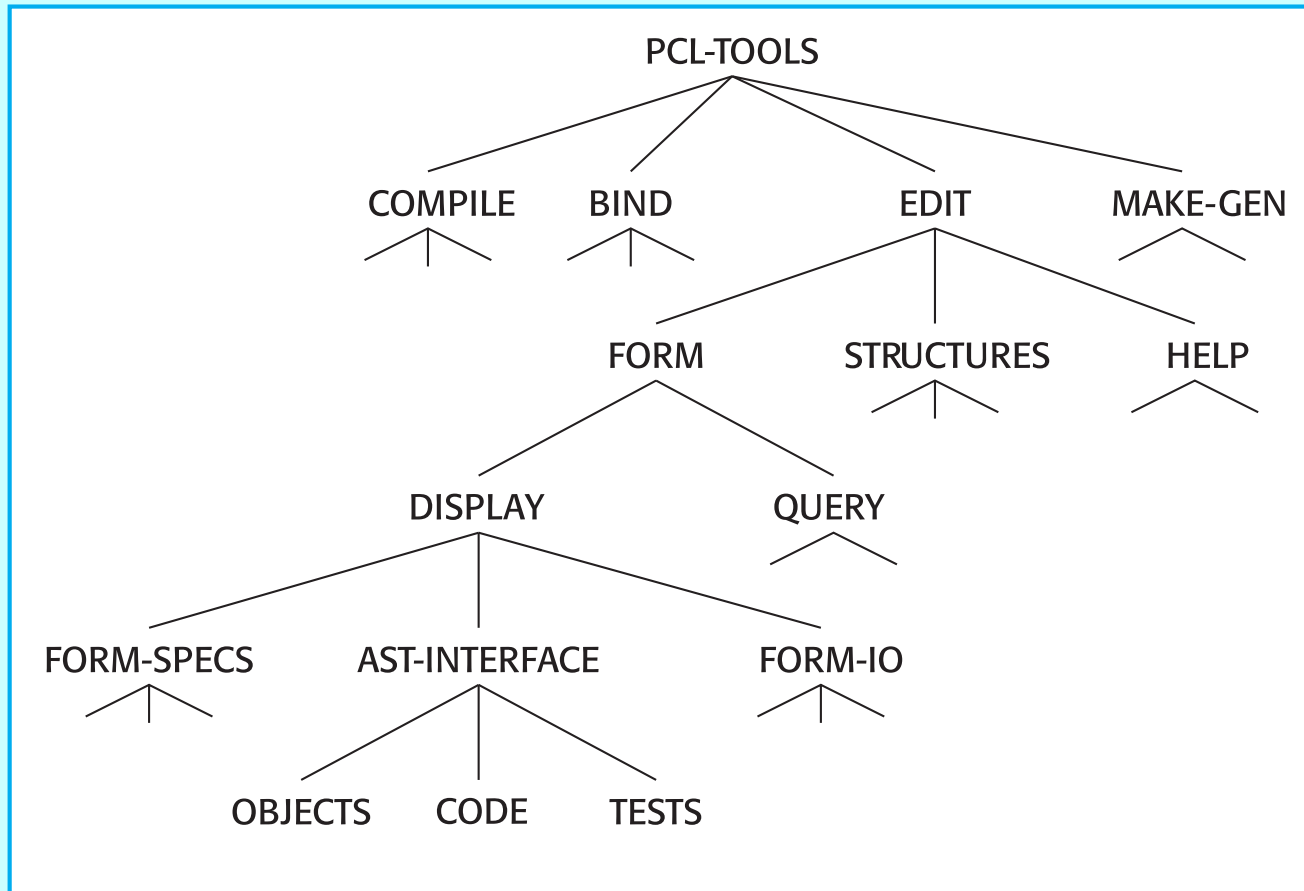 PCL-TOOLS
COMPILE BIND EDIT MAKE-GEN
FORM STRUCTURES HELP
DISPLAY QUERY
FORM-SPECS AST-INTERFACE FORM-IO
OBJECTS CODE TESTS